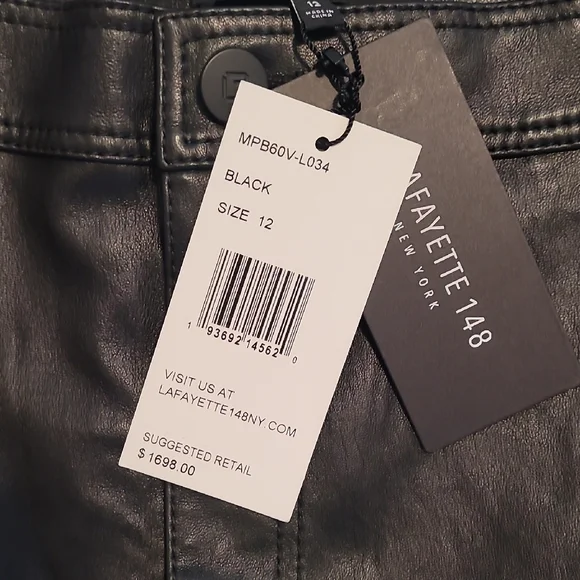 12
MADE IN
CHINA
MPB60V-L034
BLACK
SIZE 12
1 93692 14562 0
VISIT US AT
LAFAYETTE148NY.COM
SUGGESTED RETAIL
$ 1698.00
LAFAYETTE 148
NEW YORK